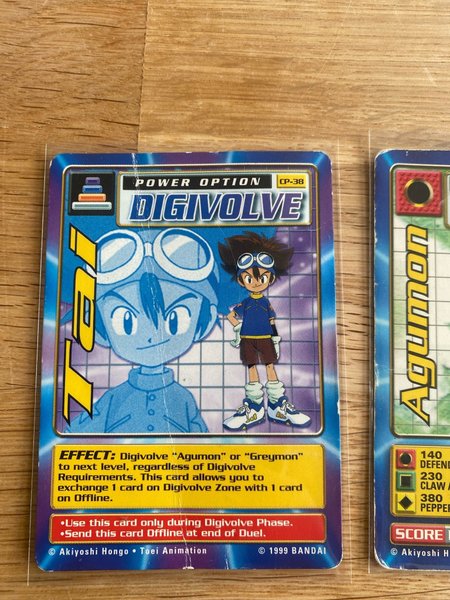 POWER OPTION
CP-38
DIGIVOLVE
Tai
EFFECT: Digivolve "Agumon" or "Greymon"
to next level, regardless of Digivolve
Requirements. This card allows you to
exchange 1 card on Digivolve Zone with 1 card
on Offline.
•Use this card only during Digivolve Phase.
•Send this card Offline at end of Duel.
© Akiyoshi Hongo • Toei Animation
© 1999 BANDAI
Agumon
140
230
CLAW
380
SCORE
© Akiyoshi